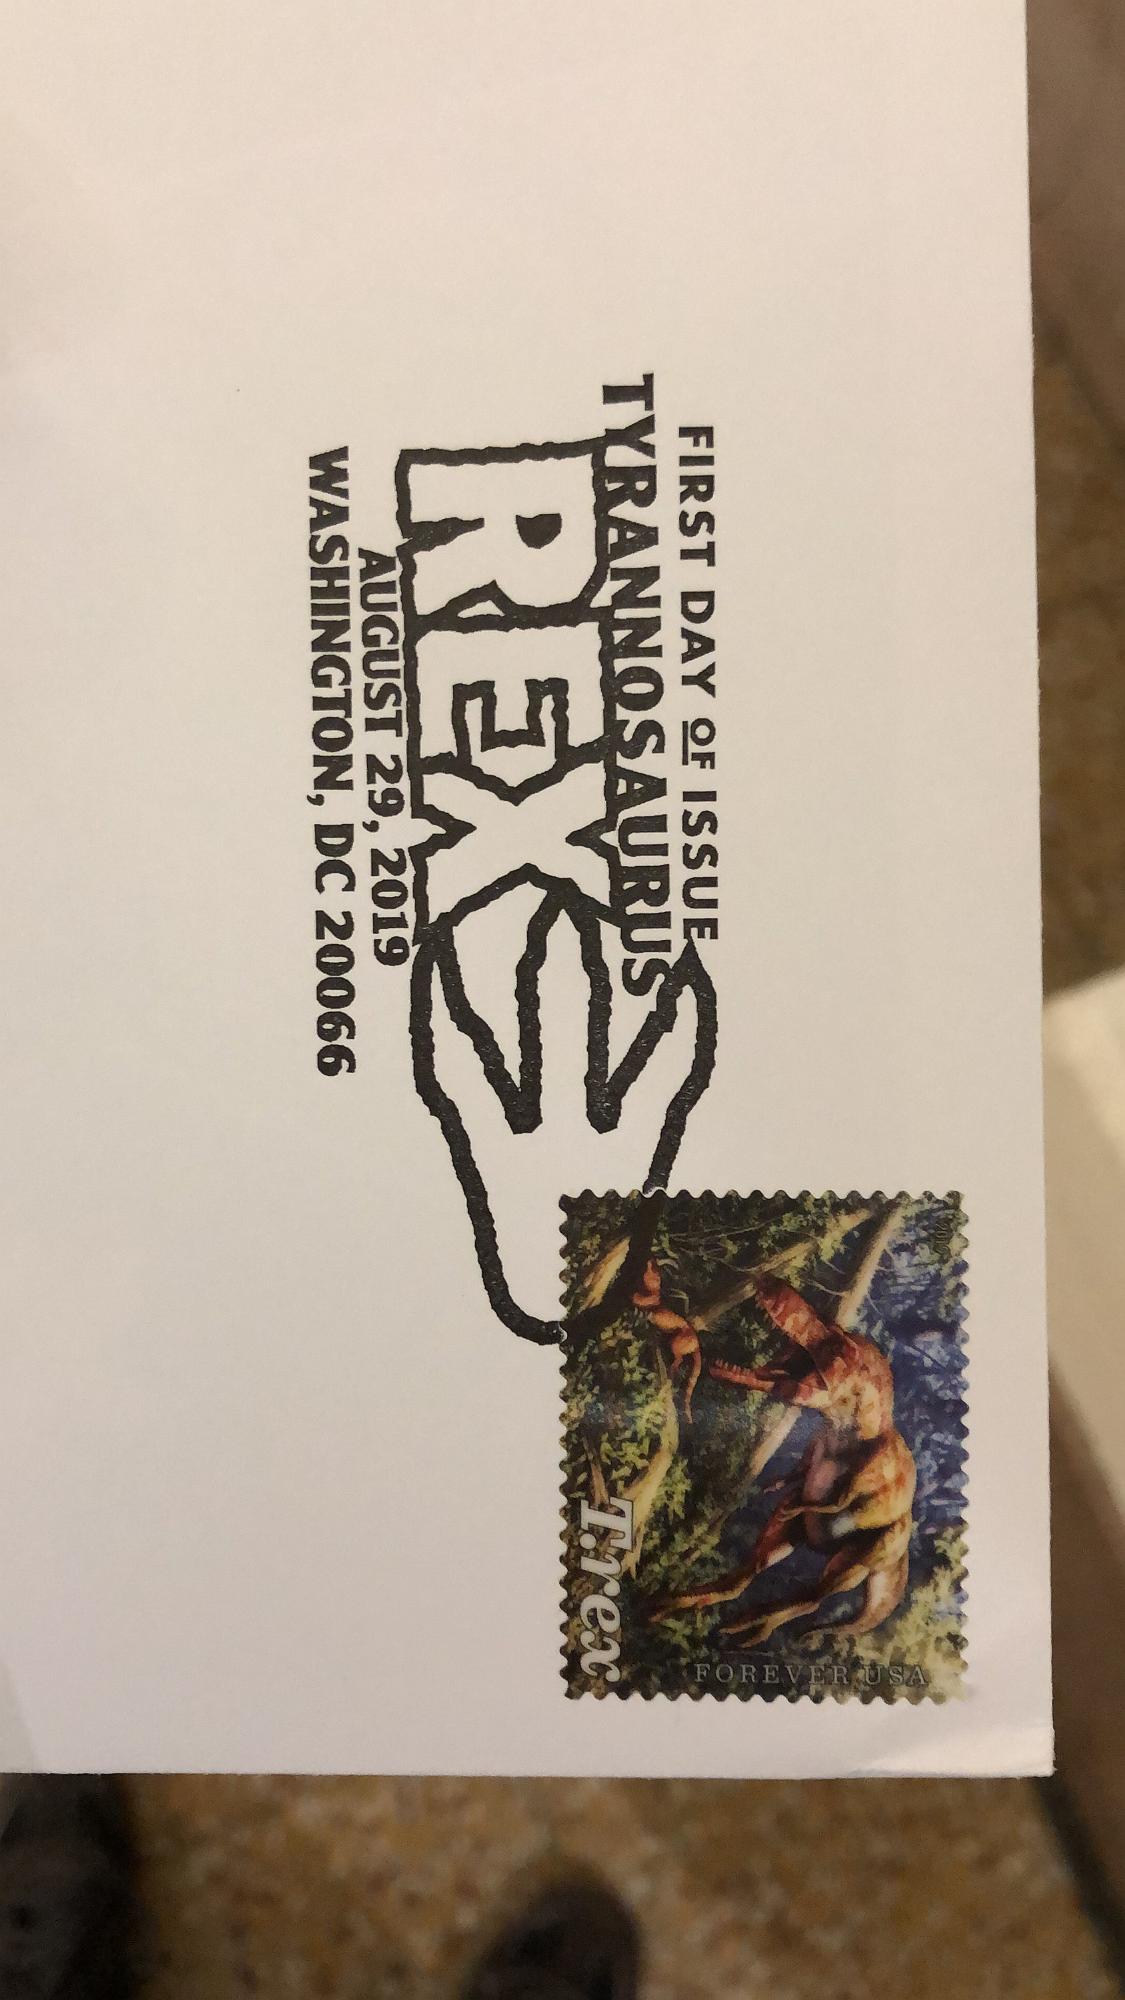 FIRST DAY OF ISSUE
TYRANNOSAURUS
REX
AUGUST 29, 2019
WASHINGTON, DC 20066
FOREVER USA
T.rex